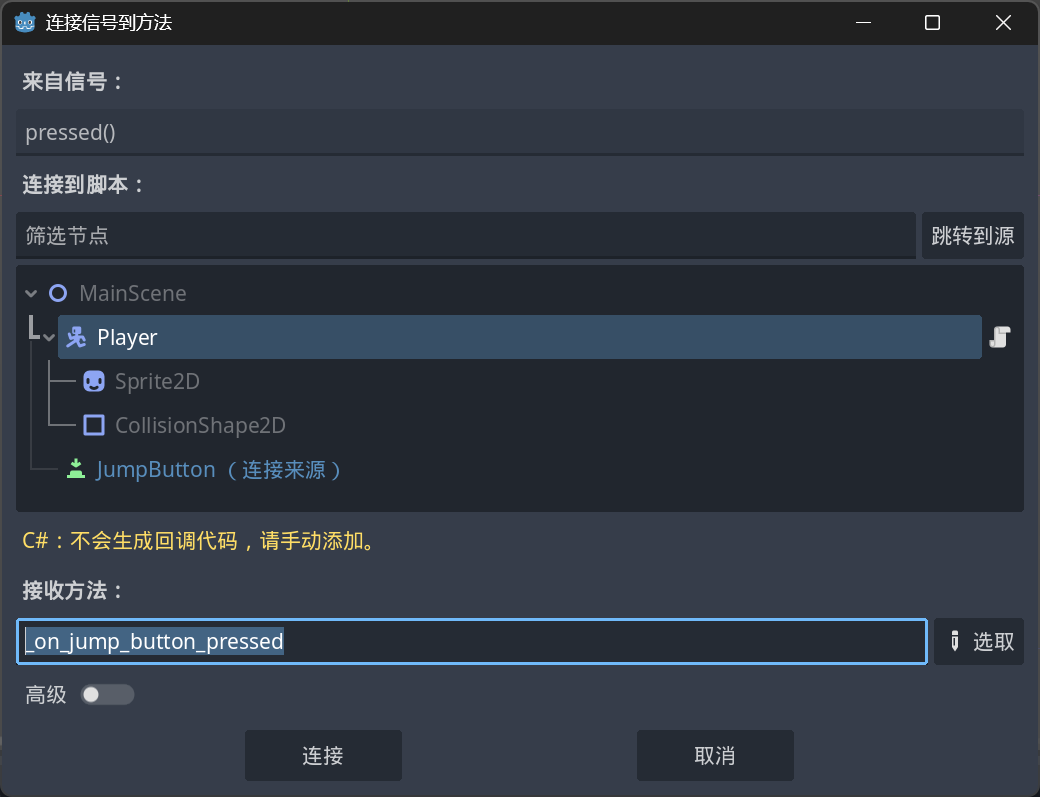 连接信号到方法
来自信号：
pressed()
连接到脚本：
筛选节点 跳转到源
MainScene
Player
Sprite2D
CollisionShape2D
JumpButton （连接来源）
C#：不会生成回调代码，请手动添加。
接收方法：
_on_jump_button_pressed 选取
高级
连接 取消